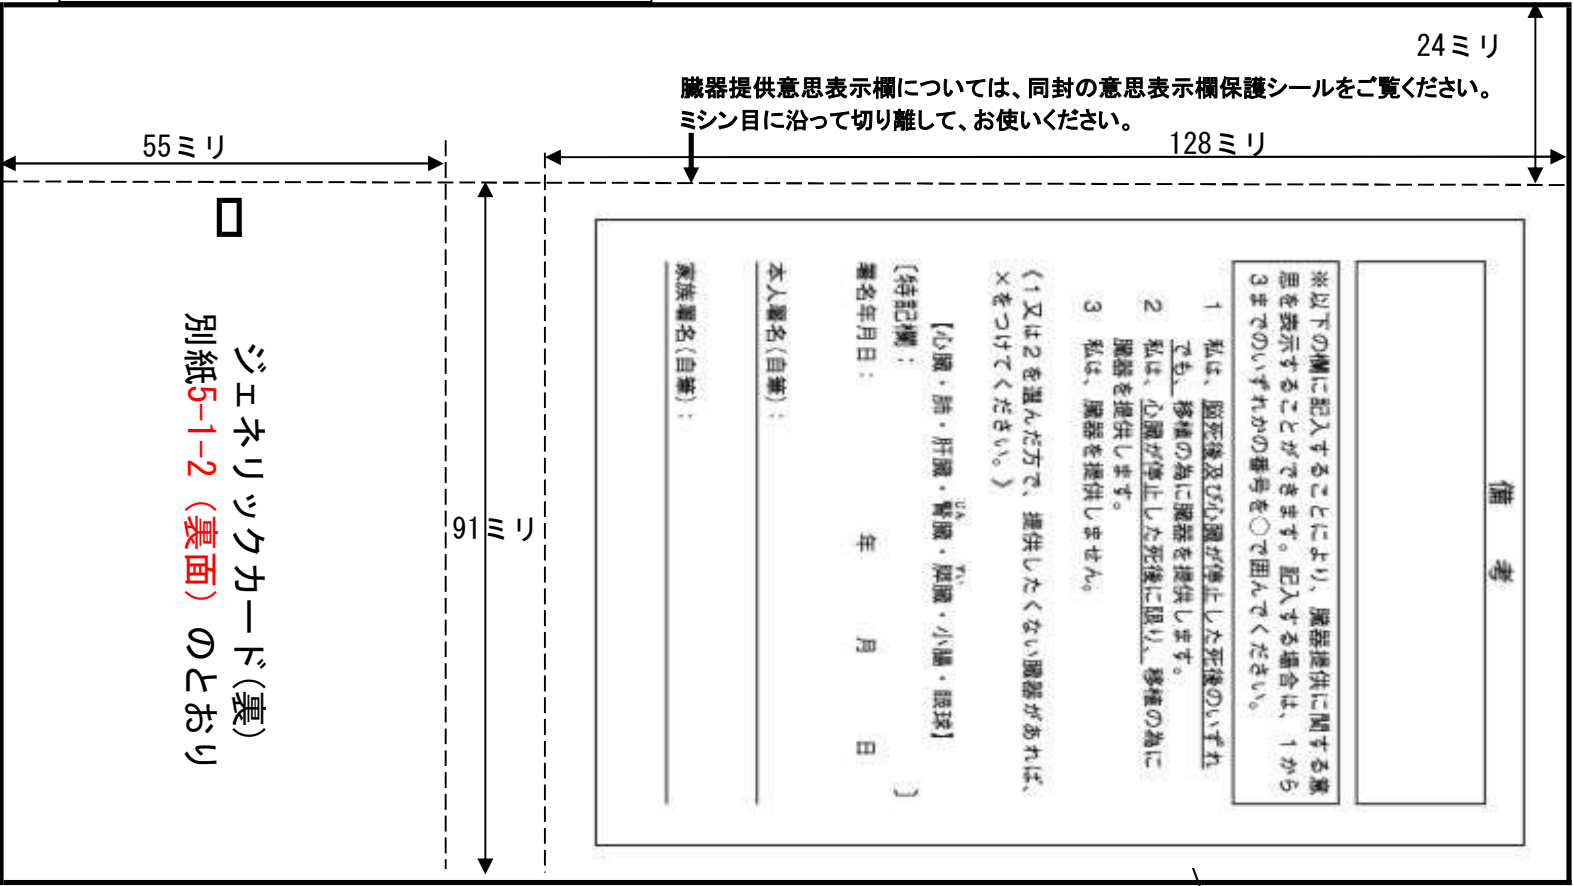 24ミリ
臓器提供意思表示欄については、同封の意思表示欄保護シールをご覧ください。
ミシン目に沿って切り離して、お使いください。
55ミリ
128ミリ
91ミリ
ジェネリックカード(裏)
別紙5-1-2(裏面)のとおり
備 考
※以下の欄に記入することにより、臓器提供に関する意
思を表示することができます。記入する場合は、1から
3までのいずれかの番号を○で囲んでください。
1 私は、脳死後及び心臓が停止した死後のいずれ
でも、移植の為に臓器を提供します。
2 私は、心臓が停止した死後に限り、移植の為に
臓器を提供します。
3 私は、臓器を提供しません。
《1又は2を選んだ方で、提供したくない臓器があれば、
×をつけてください。》
【心臓・肺・肝臓・腎臓・膵臓・小腸・眼球】
じん
すい
〔特記欄: 〕
署名年月日: 年 月 日
本人署名(自筆):
家族署名(自筆):